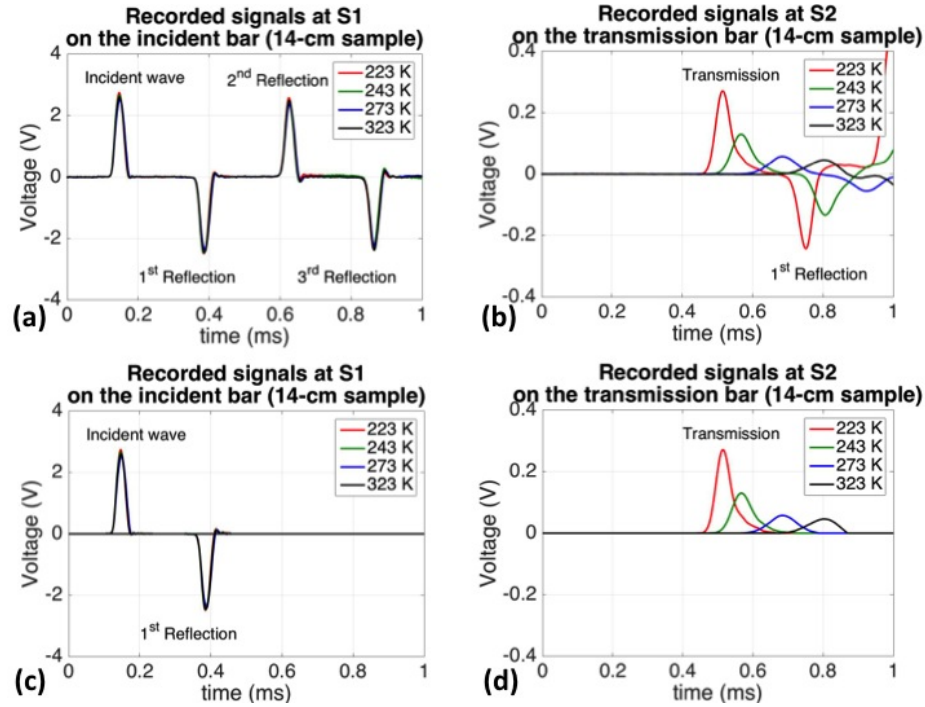 Recorded signals at S1
on the incident bar (14-cm sample)
4
2
0
-2
-4
Voltage (V)
Incident wave
2nd Reflection
1st Reflection
3rd Reflection
223 K
243 K
273 K
323 K
0
0.2
0.4
0.6
0.8
1
time (ms)
(a)
Recorded signals at S2
on the transmission bar (14-cm sample)
0.4
0.2
0
-0.2
-0.4
Voltage (V)
Transmission
1st Reflection
223 K
243 K
273 K
323 K
0
0.2
0.4
0.6
0.8
1
time (ms)
(b)
Recorded signals at S1
on the incident bar (14-cm sample)
4
2
0
-2
-4
Voltage (V)
Incident wave
1st Reflection
223 K
243 K
273 K
323 K
0
0.2
0.4
0.6
0.8
1
time (ms)
(c)
Recorded signals at S2
on the transmission bar (14-cm sample)
0.4
0.2
0
-0.2
-0.4
Voltage (V)
Transmission
223 K
243 K
273 K
323 K
0
0.2
0.4
0.6
0.8
1
time (ms)
(d)